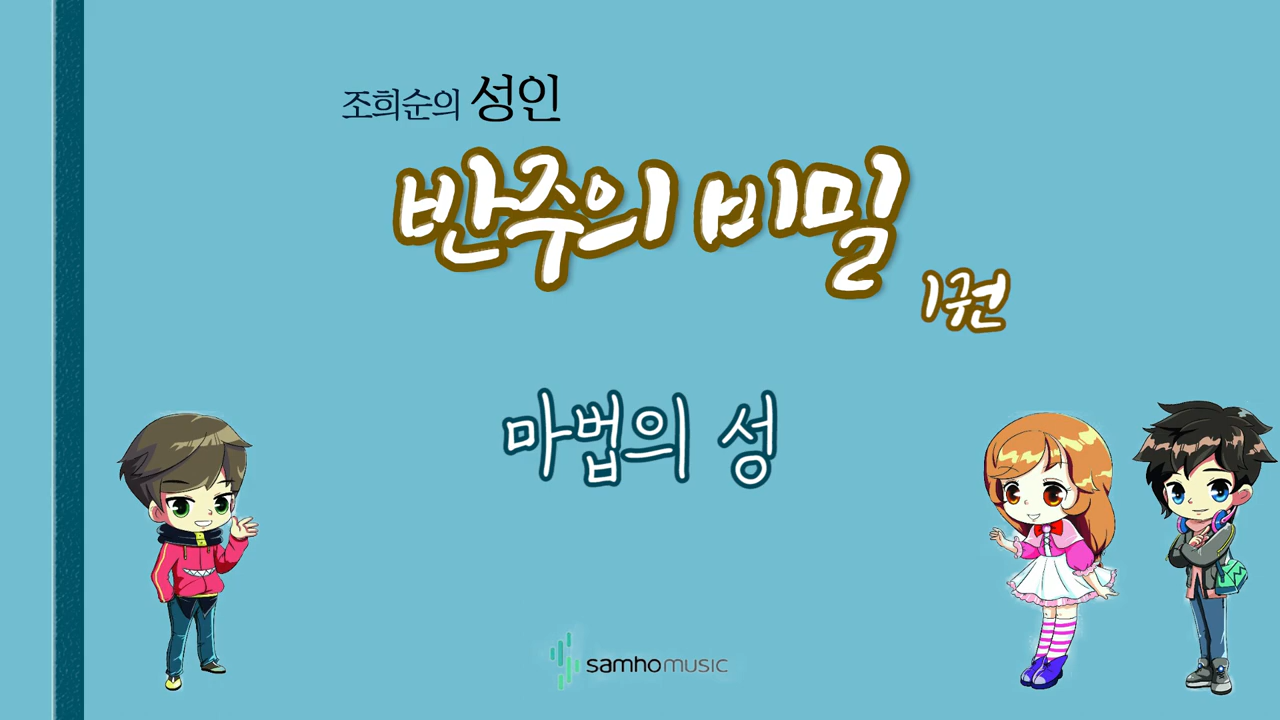 조희순의 성인
반주의 비밀
1권
마법의 성
samhomusic